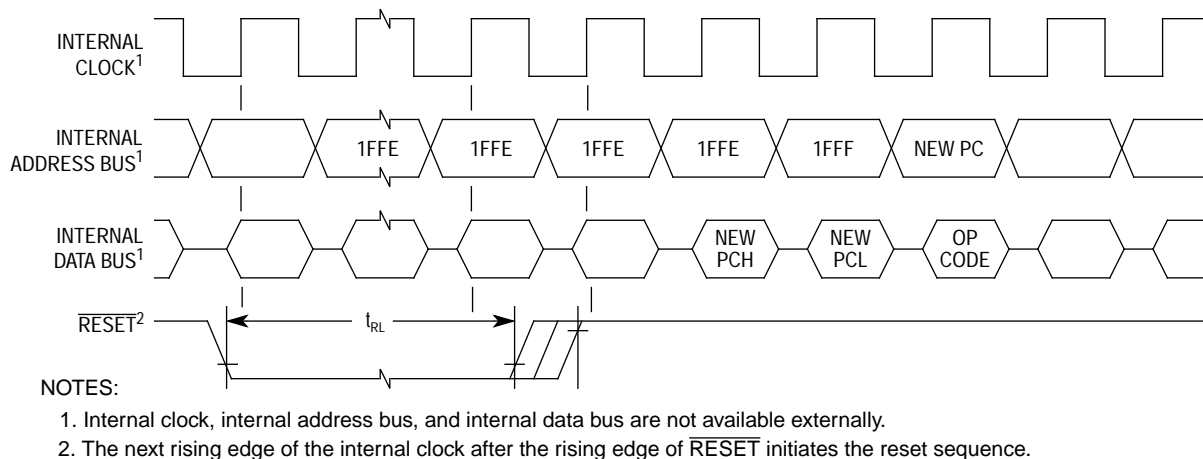 INTERNAL
CLOCK1
INTERNAL
ADDRESS BUS1
1FFE 1FFE 1FFE 1FFE 1FFF NEW PC
INTERNAL
DATA BUS1
NEW
PCH
NEW
PCL
OP
CODE
RESET2
tRL
NOTES:
1. Internal clock, internal address bus, and internal data bus are not available externally.
2. The next rising edge of the internal clock after the rising edge of RESET initiates the reset sequence.